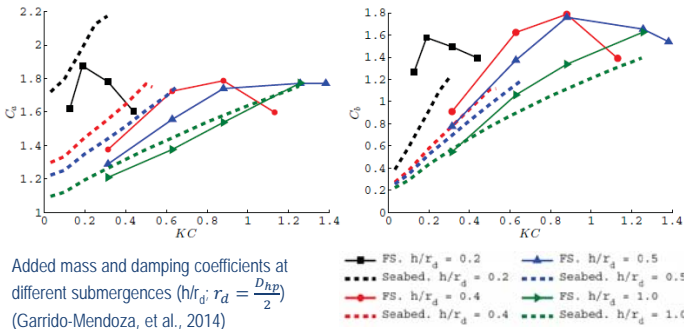 2.2
2
1.8
1.6
1.4
1.2
1
C_a
0 0.2 0.4 0.6 0.8 1 1.2 1.4
KC
1.8
1.6
1.4
1.2
1
0.8
0.6
0.4
0.2
0
C_b
0 0.2 0.4 0.6 0.8 1 1.2 1.4
KC
Added mass and damping coefficients at
different submergences (h/r_d; r_d = D_hp/2)
(Garrido-Mendoza, et al., 2014)
FS. h/r_d = 0.2
Seabed. h/r_d = 0.2
FS. h/r_d = 0.4
Seabed. h/r_d = 0.4
FS. h/r_d = 0.5
Seabed. h/r_d = 0.5
FS. h/r_d = 1.0
Seabed. h/r_d = 1.0